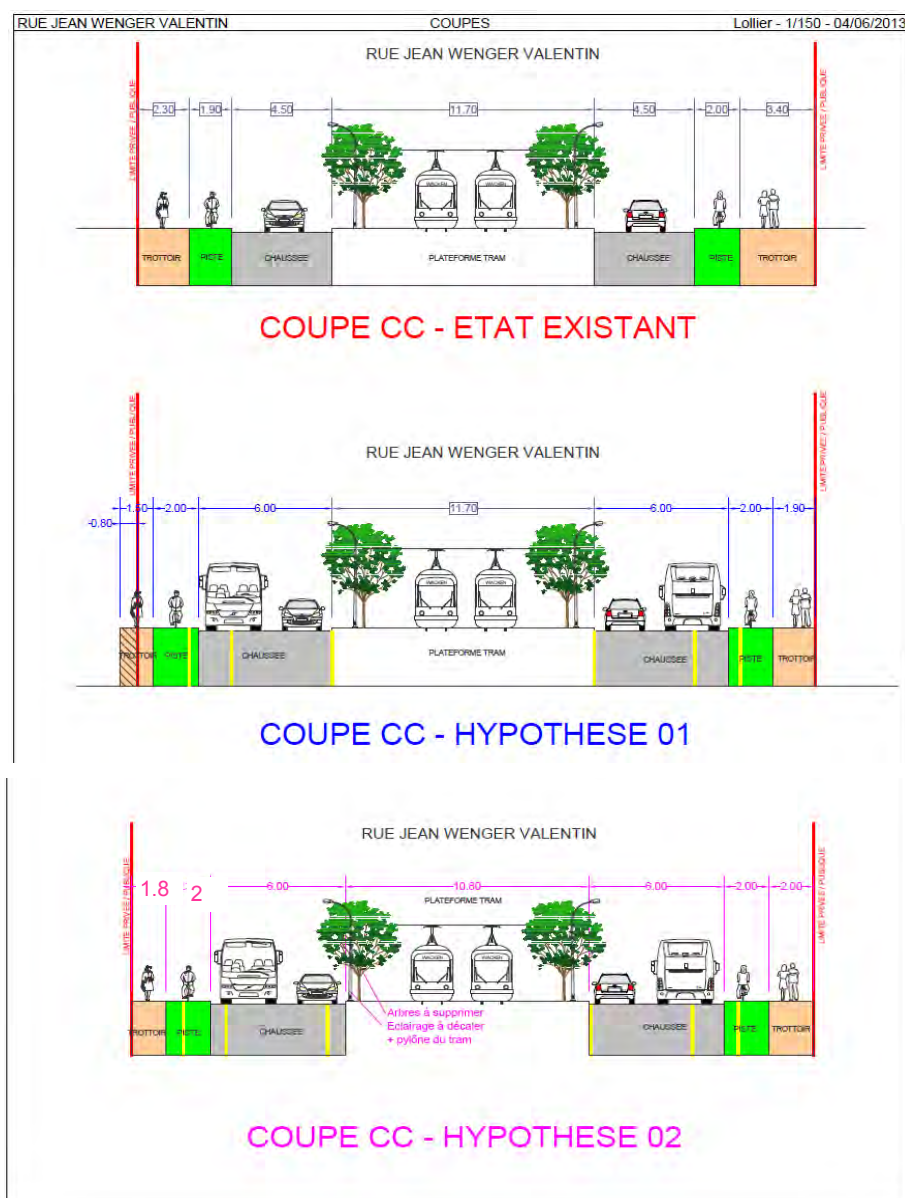 RUE JEAN WENGER VALENTIN COUPES Lollier - 1/150 - 04/06/2013
RUE JEAN WENGER VALENTIN
LIMITE PRIVEE / PUBLIQUE
LIMITE PRIVEE / PUBLIQUE
2.30 1.90 4.50 11.70 4.50 2.00 3.40
WACKEN WACKEN
TROTTOIR PISTE CHAUSSEE PLATEFORME TRAM CHAUSSEE PISTE TROTTOIR
COUPE CC - ETAT EXISTANT
RUE JEAN WENGER VALENTIN
LIMITE PRIVEE / PUBLIQUE
LIMITE PRIVEE / PUBLIQUE
1.50 2.00 6.00 11.70 6.00 2.00 1.90
-0.80
WACKEN WACKEN
TROTTOIR PISTE CHAUSSEE PLATEFORME TRAM CHAUSSEE PISTE TROTTOIR
COUPE CC - HYPOTHESE 01
RUE JEAN WENGER VALENTIN
LIMITE PRIVEE / PUBLIQUE
LIMITE PRIVEE / PUBLIQUE
1.8 2 6.00 6.00 2.00 2.00
PLATEFORME TRAM
WACKEN WACKEN
Arbres à supprimer
Eclairage à décaler
+ pylône du tram
TROTTOIR PISTE CHAUSSEE CHAUSSEE PISTE TROTTOIR
COUPE CC - HYPOTHESE 02